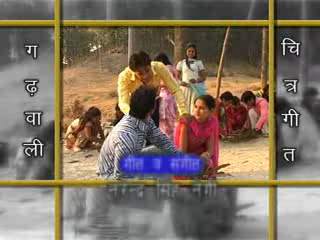 गढ़वाली
चित्रगीत
गीत व संगीत
नरेन्द्र सिंह नेगी